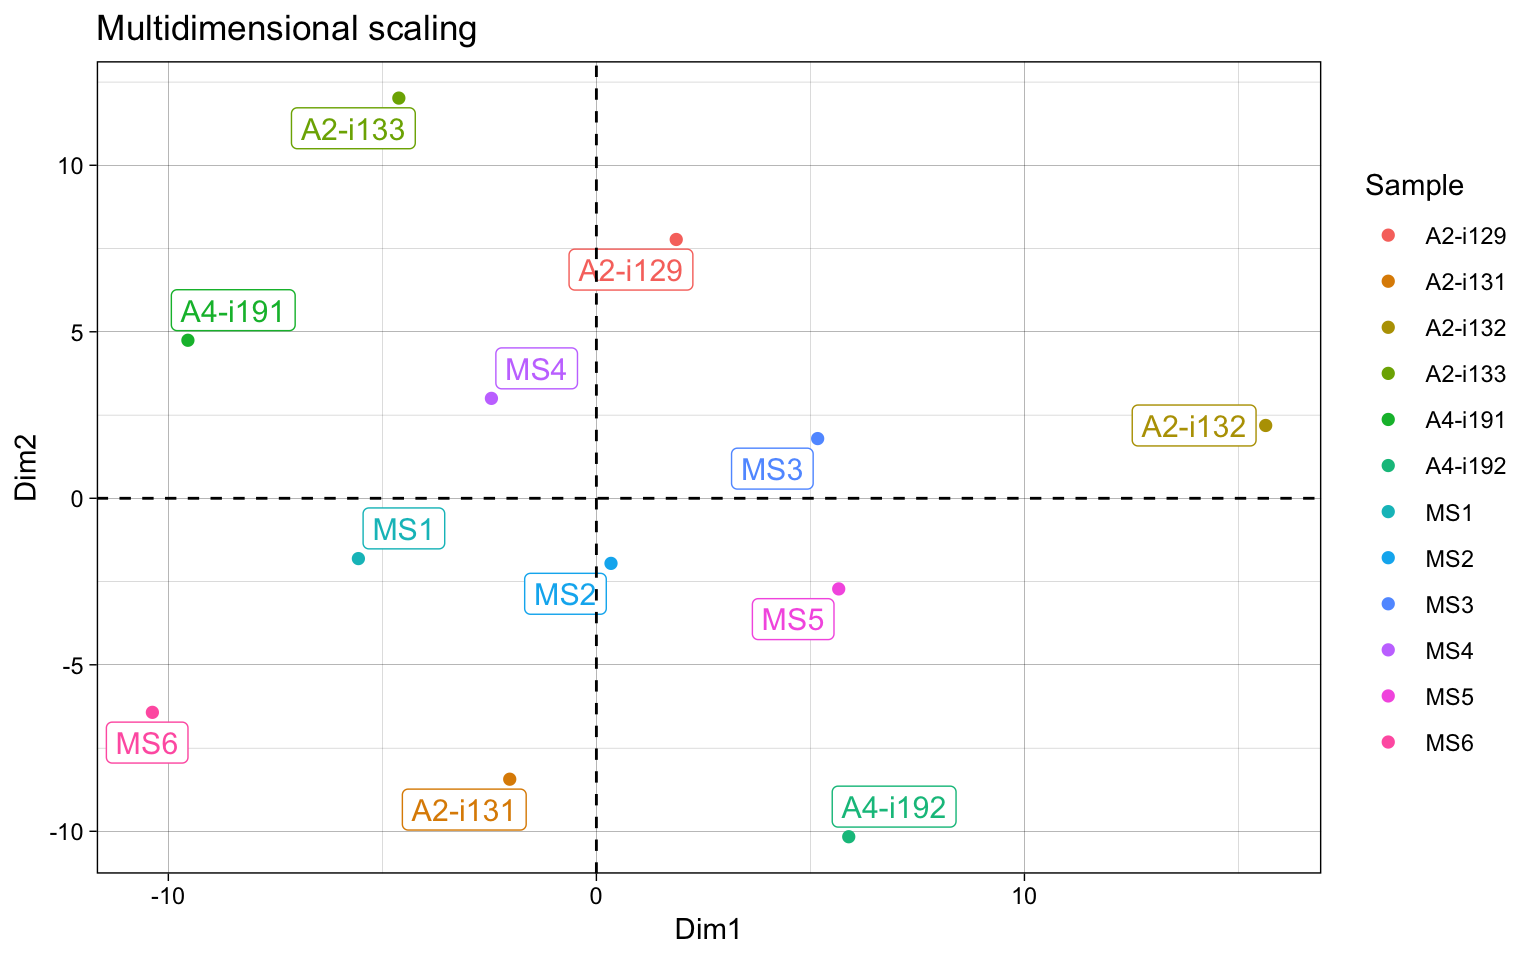 Multidimensional scaling
A2-i133
10
A2-i129
A4-i191
5
MS4
A2-i132
MS3
Dim2
0
MS1
MS2
MS5
-5
MS6
A2-i131
A4-i192
-10
-10
0
10
Dim1
Sample
A2-i129
A2-i131
A2-i132
A2-i133
A4-i191
A4-i192
MS1
MS2
MS3
MS4
MS5
MS6